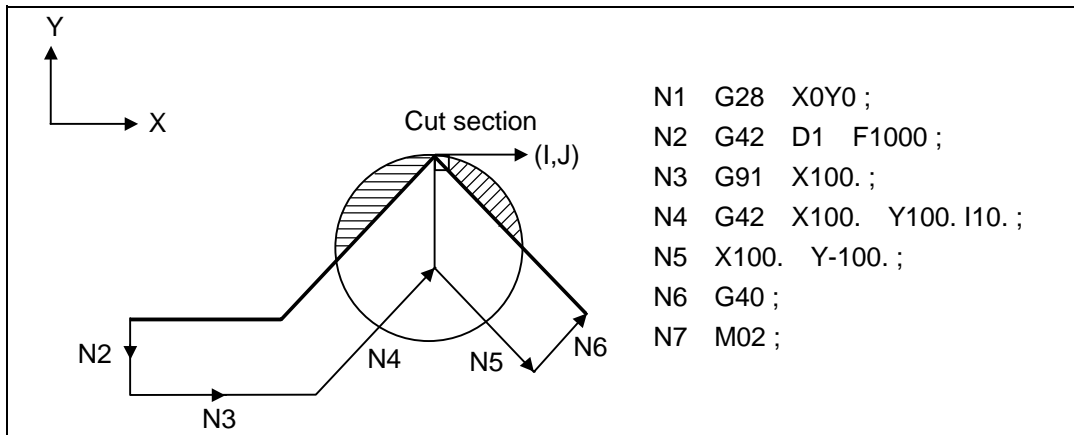 Y
X
Cut section
(I,J)
N2
N3
N4
N5
N6
N1 G28 X0Y0 ;
N2 G42 D1 F1000 ;
N3 G91 X100. ;
N4 G42 X100. Y100. I10. ;
N5 X100. Y-100. ;
N6 G40 ;
N7 M02 ;